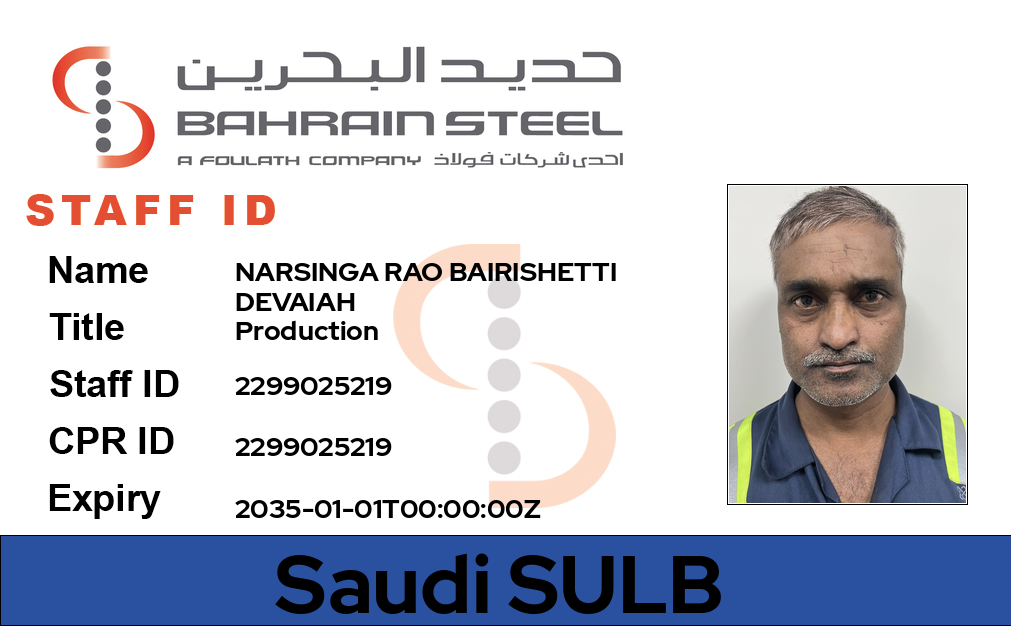 حديد البحرين
BAHRAIN STEEL
A FOULATH COMPANY احدى شركات فولاذ
STAFF ID
Name NARSINGA RAO BAIRISHETTI
DEVAIAH
Title Production
Staff ID 2299025219
CPR ID 2299025219
Expiry 2035-01-01T00:00:00Z
Saudi SULB